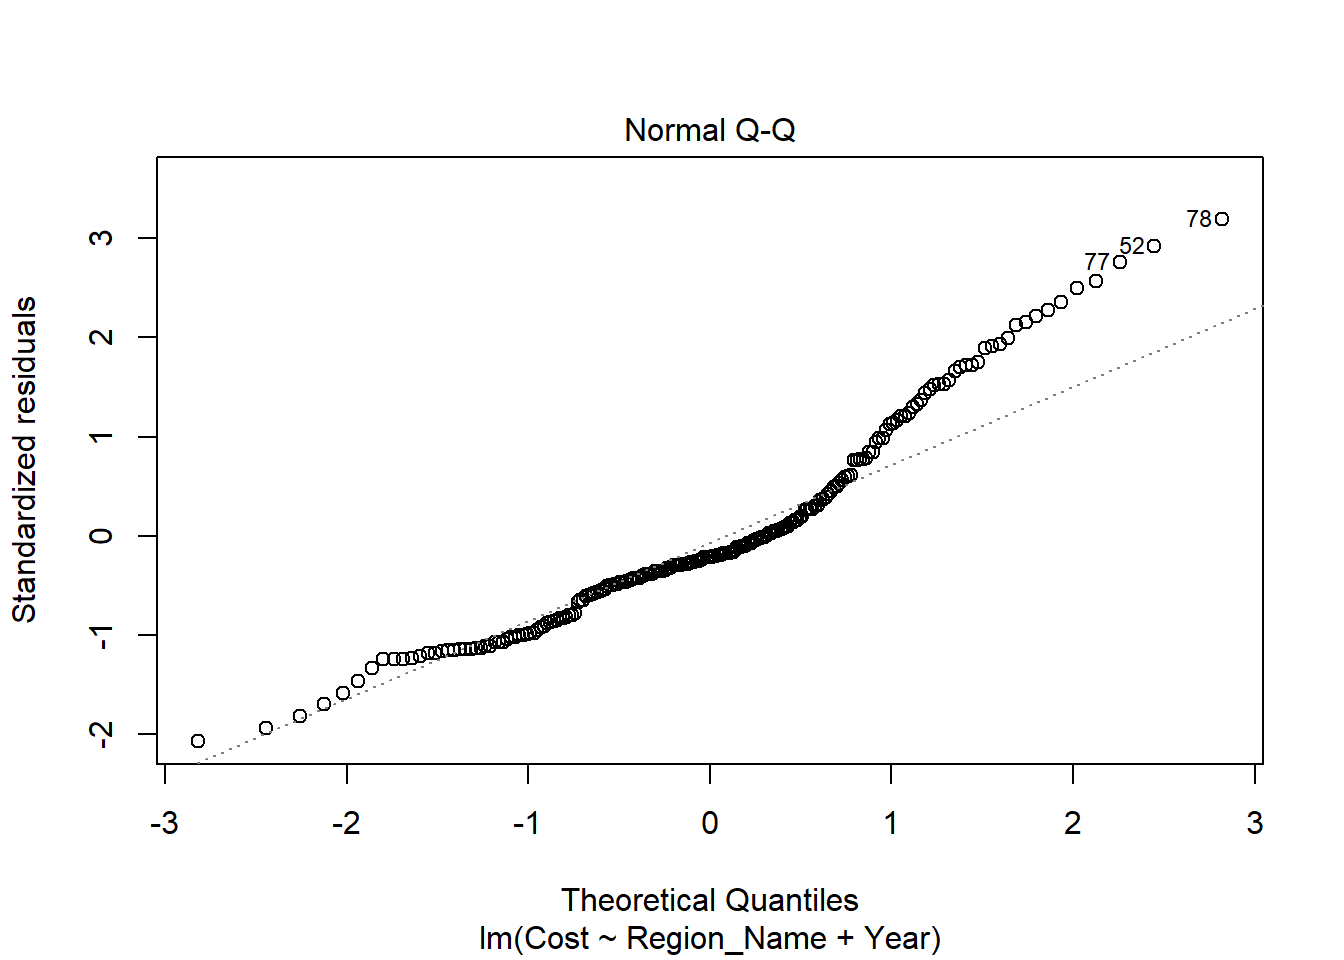 Normal Q-Q
Standardized residuals
3
2
1
0
-1
-2
78
52
77
-3 -2 -1 0 1 2 3
Theoretical Quantiles
lm(Cost ~ Region_Name + Year)